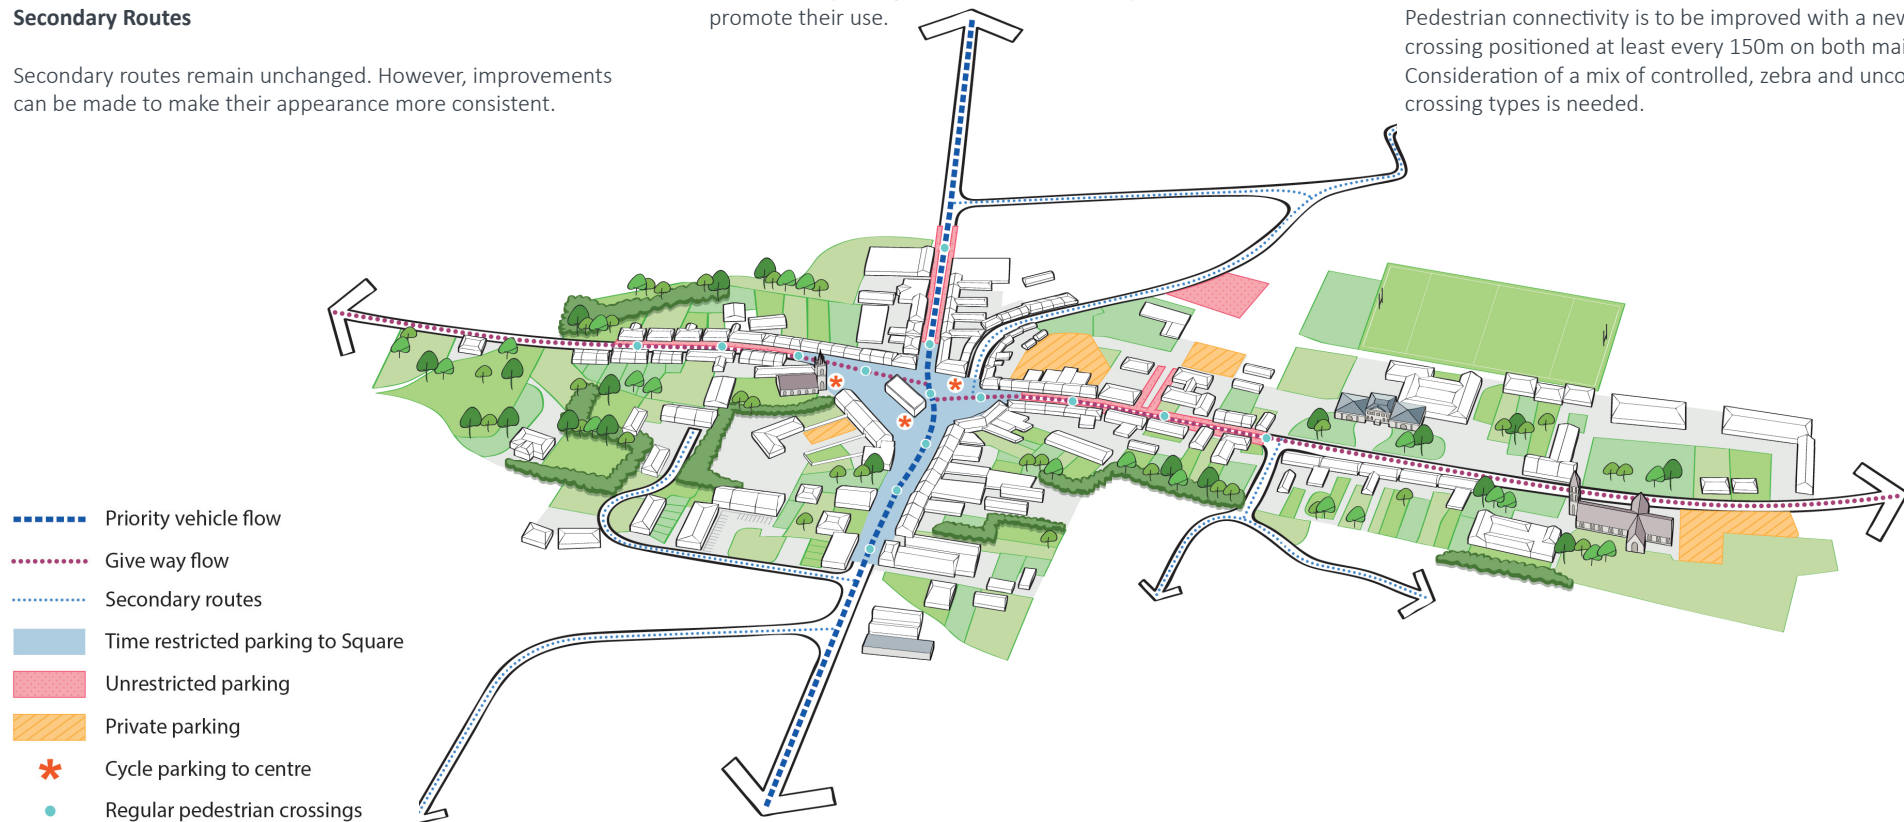 Secondary Routes
Secondary routes remain unchanged. However, improvements
can be made to make their appearance more consistent.
promote their use.
Pedestrian connectivity is to be improved with a new
crossing positioned at least every 150m on both
Consideration of a mix of controlled, zebra and
crossing types is needed.
Priority vehicle flow
Give way flow
Secondary routes
Time restricted parking to Square
Unrestricted parking
Private parking
Cycle parking to centre
Regular pedestrian crossings